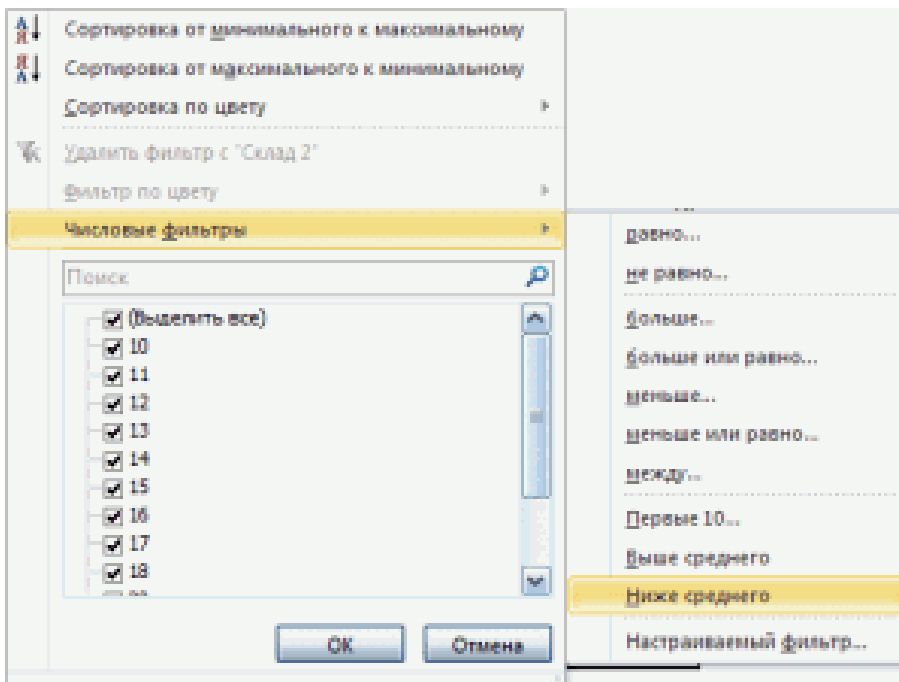 Сортировка от минимального к максимальному
Сортировка от максимального к минимальному
Сортировка по цвету
Удалить фильтр с "Склад 2"
Фильтр по цвету
Числовые фильтры
Поиск
(Выделить все)
10
11
12
13
14
15
16
17
18
ОК
Отмена
равно...
не равно...
больше...
больше или равно...
меньше...
меньше или равно...
между...
Первые 10...
Выше среднего
Ниже среднего
Настраиваемый фильтр...